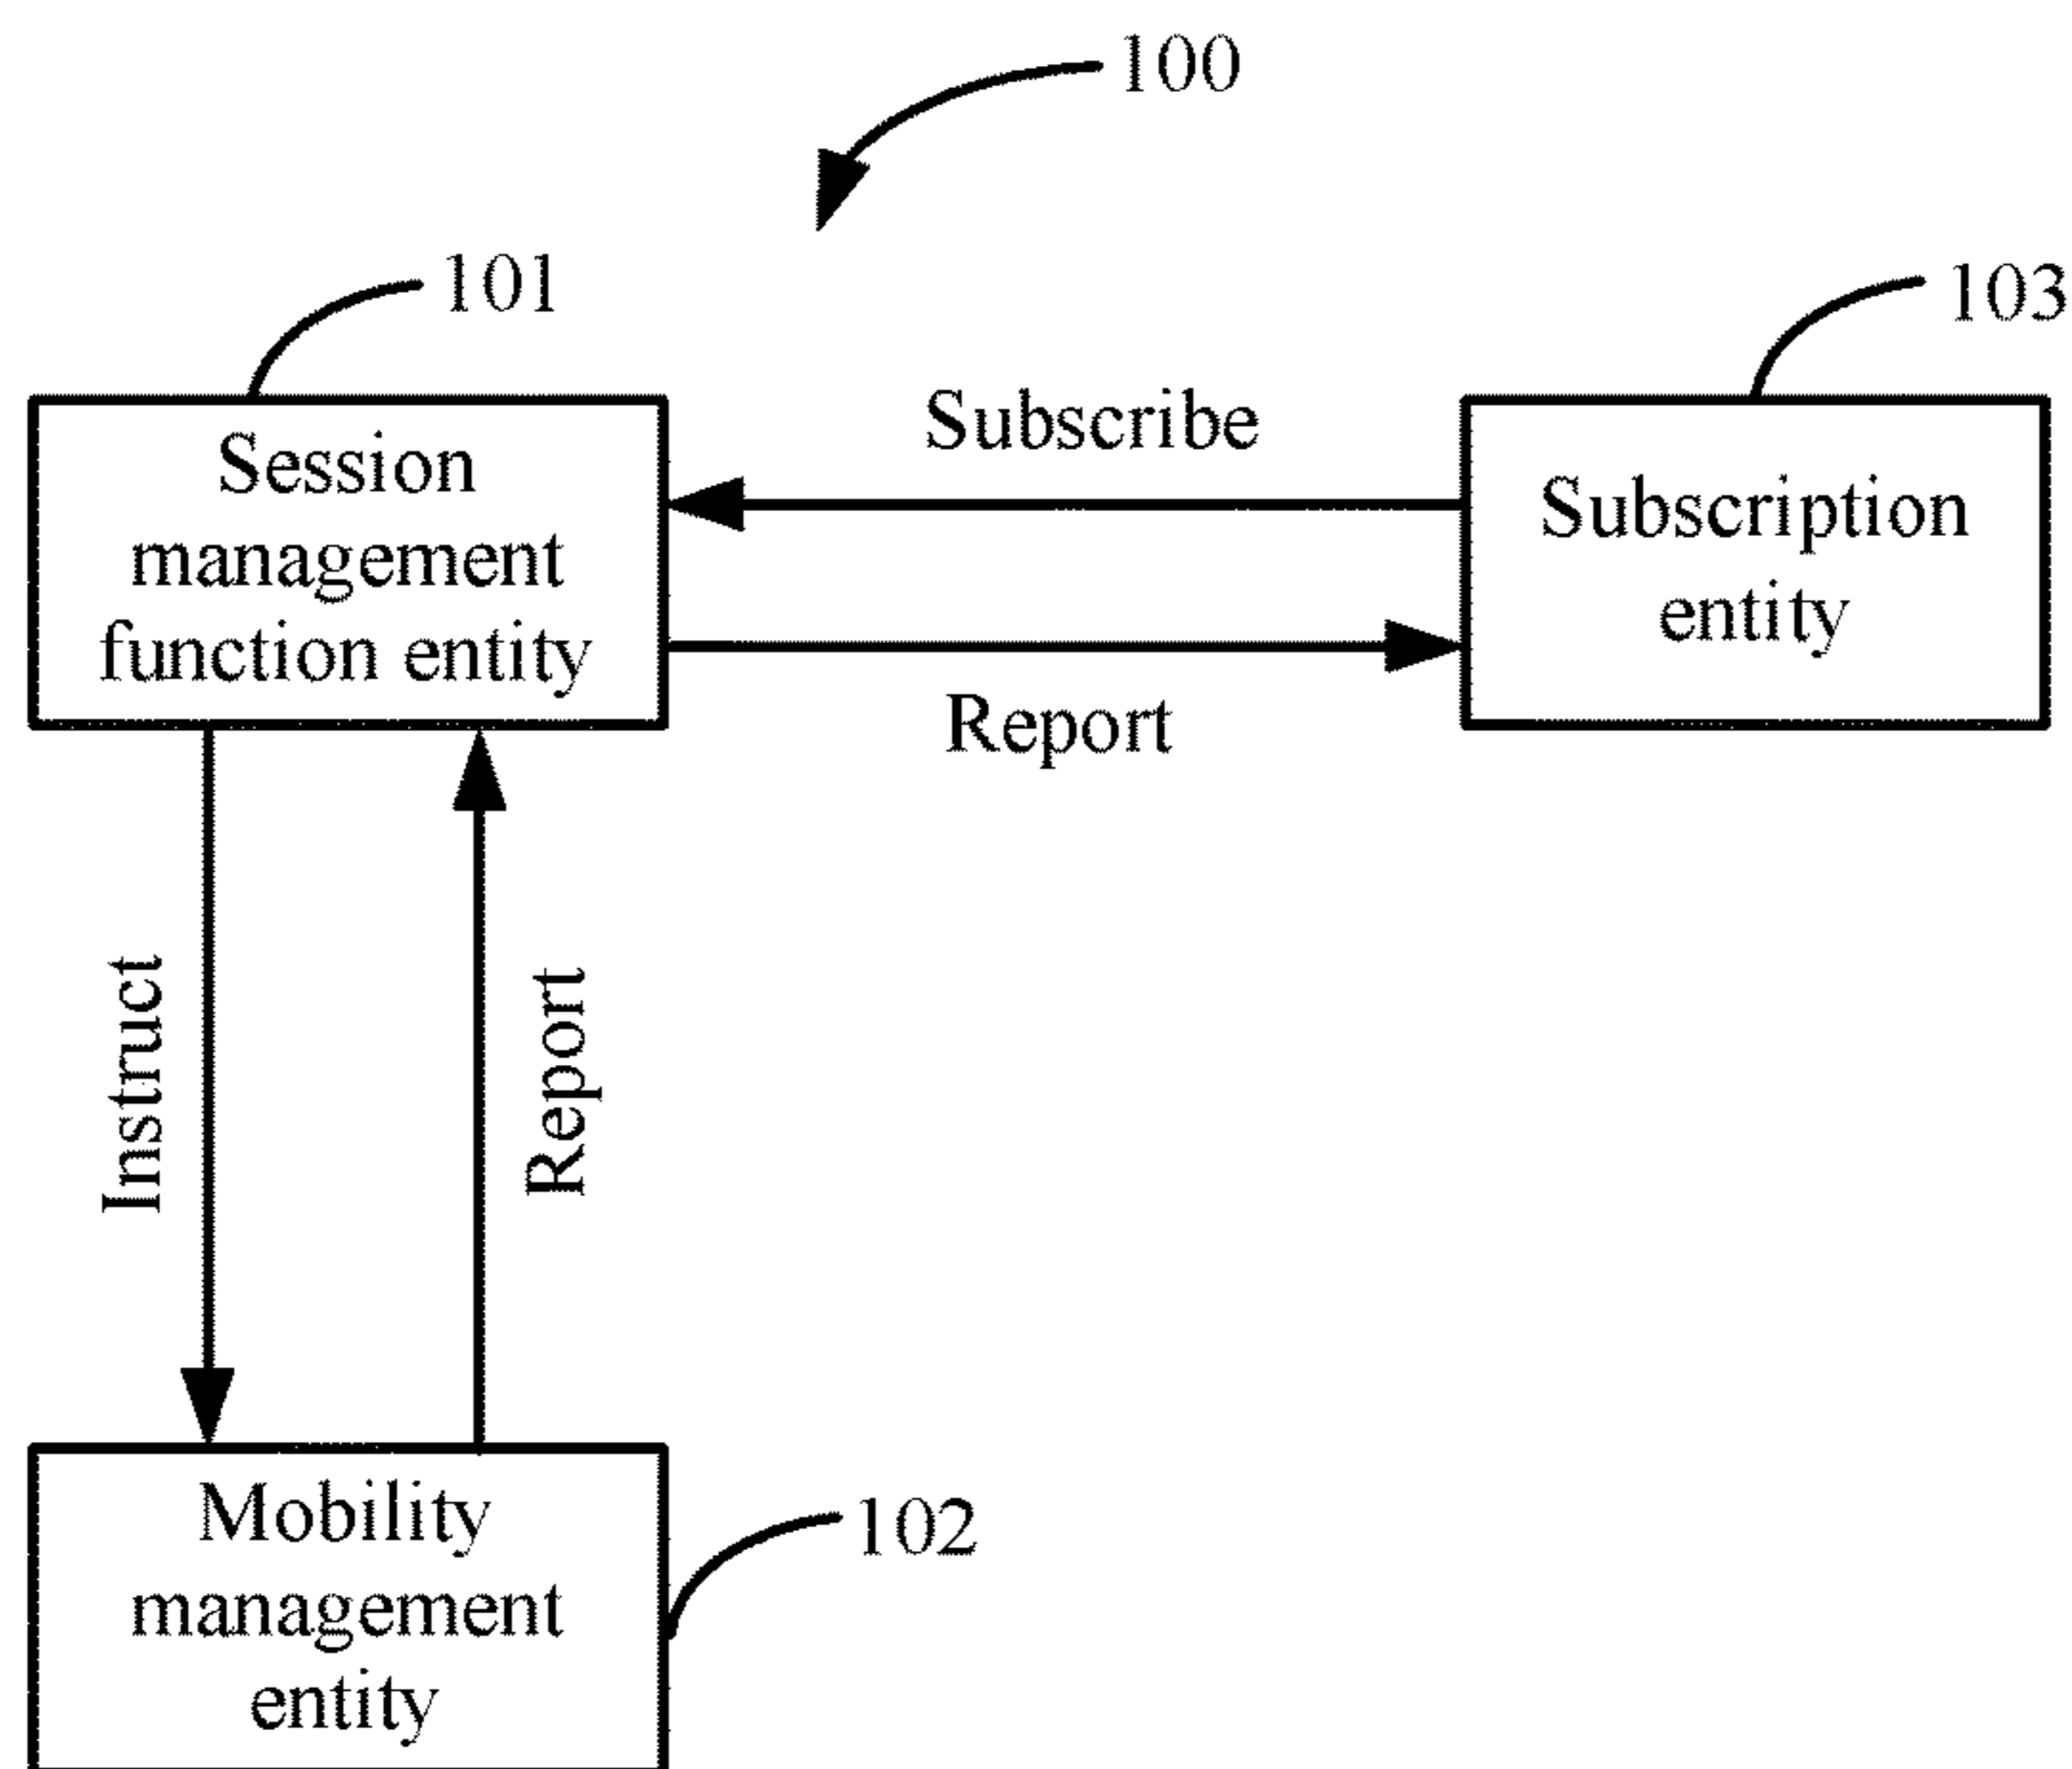 100
101
103
Session
management
function entity
Subscribe
Subscription
entity
Report
Instruct
Report
Mobility
management
entity
102